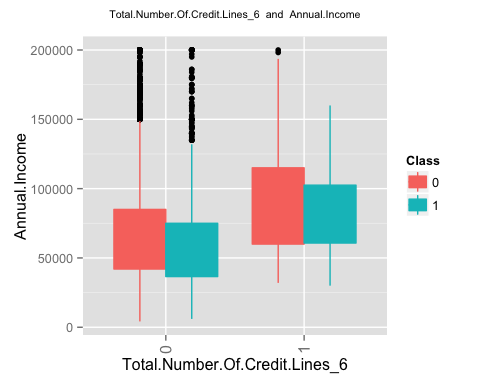 Total.Number.Of.Credit.Lines_6 and Annual.Income
200000
150000
100000
50000
0
Annual.Income
0
1
Total.Number.Of.Credit.Lines_6
Class
0
1